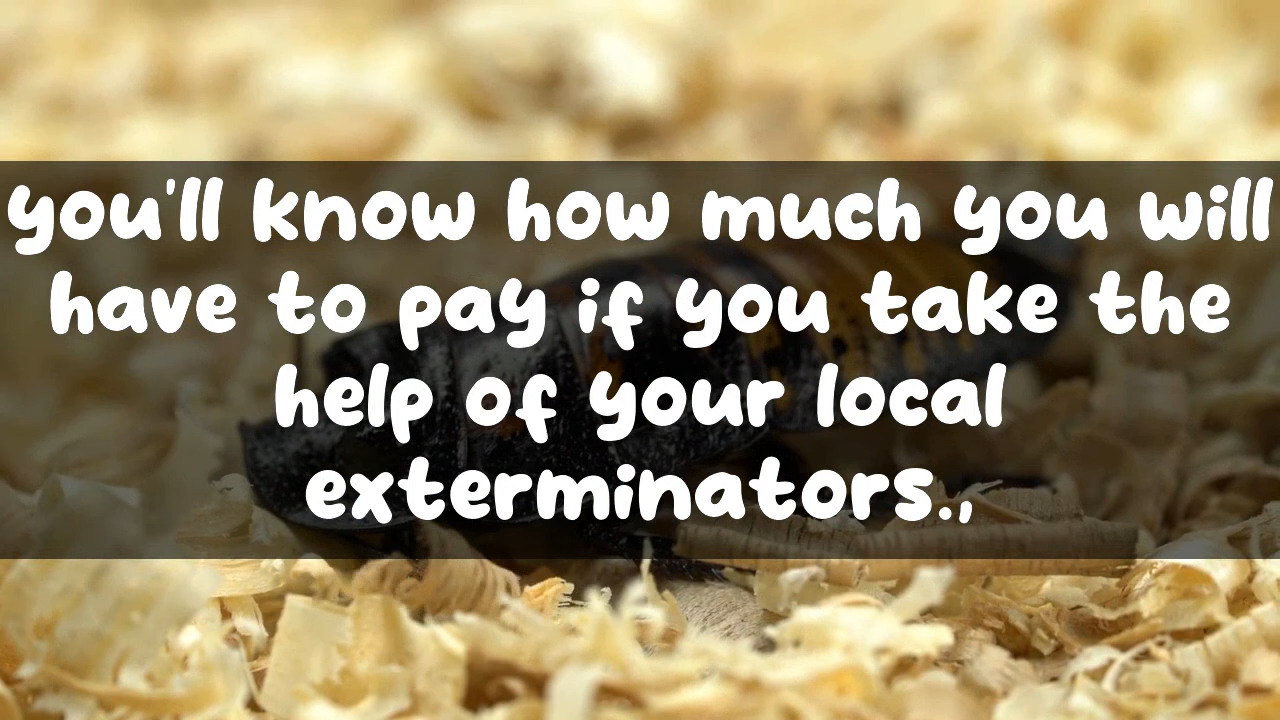 you'll know how much you will
have to pay if you take the
help of your local
exterminators.,